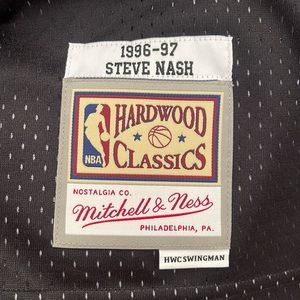 1996-97
STEVE NASH
HARDWOOD
NBA
CLASSICS
NOSTALGIA CO.
Mitchell & Ness
PHILADELPHIA, PA.
HWCSWINGMAN